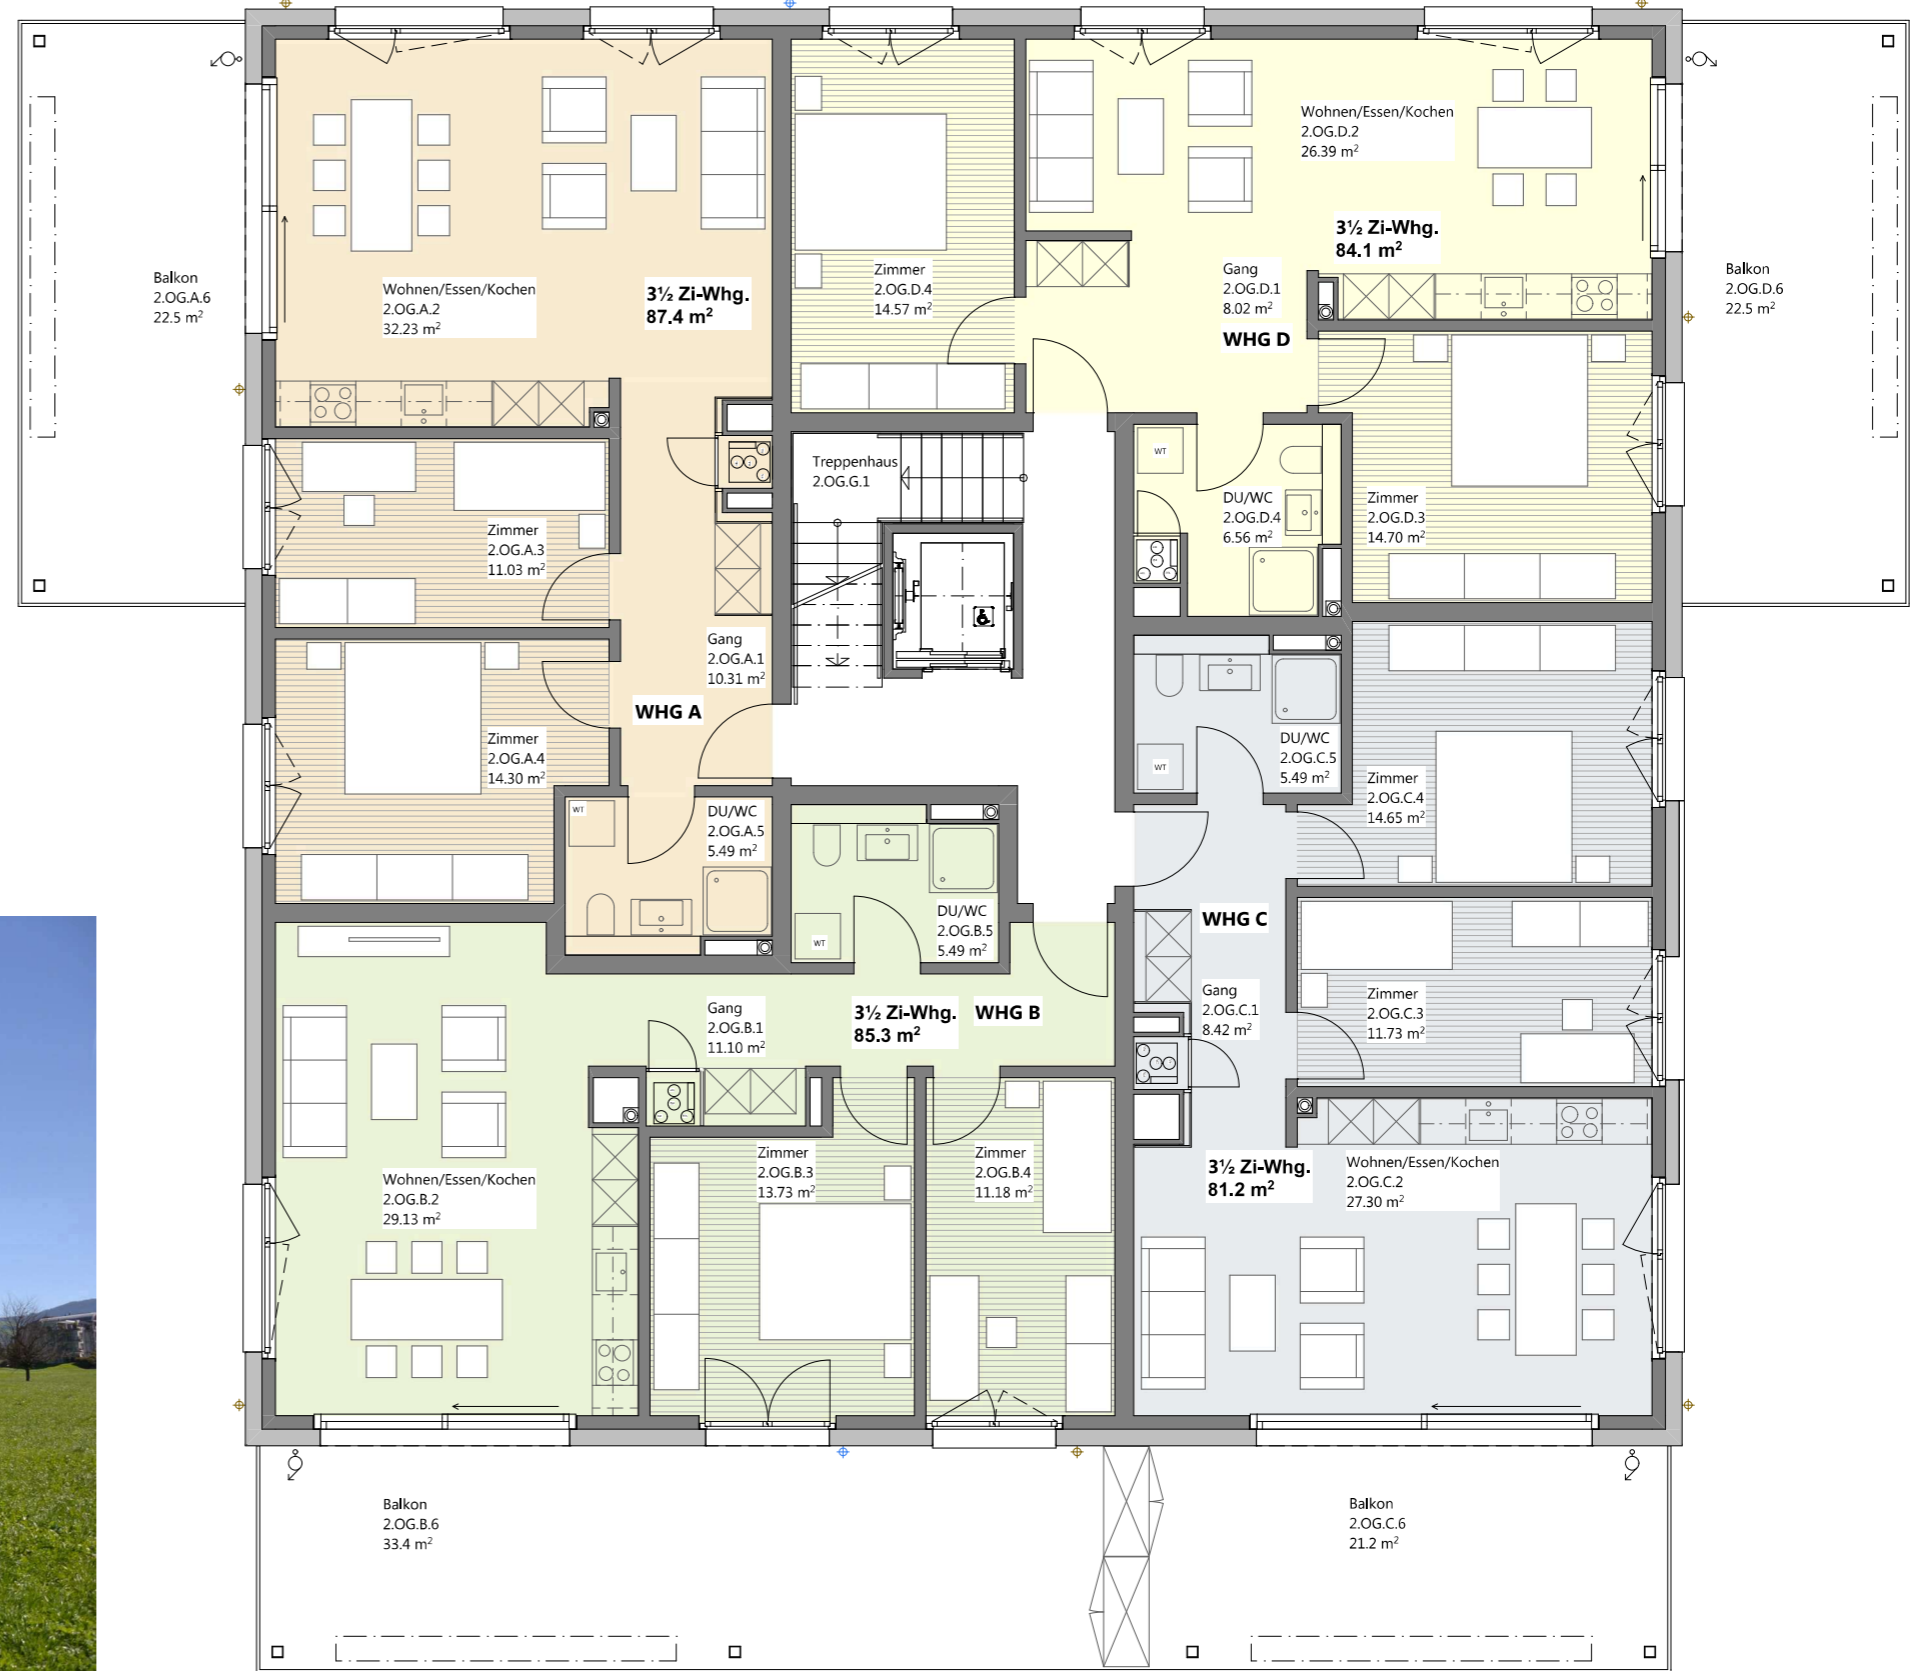 Balkon
2.OG.A.6
22.5 m²
Wohnen/Essen/Kochen
2.OG.A.2
32.23 m²
3½ Zi-Whg.
87.4 m²
Zimmer
2.OG.A.3
11.03 m²
Zimmer
2.OG.A.4
14.30 m²
Gang
2.OG.A.1
10.31 m²
WHG A
WT
DU/WC
2.OG.A.5
5.49 m²
Treppenhaus
2.OG.G.1
Zimmer
2.OG.D.4
14.57 m²
Wohnen/Essen/Kochen
2.OG.D.2
26.39 m²
3½ Zi-Whg.
84.1 m²
Gang
2.OG.D.1
8.02 m²
WHG D
Balkon
2.OG.D.6
22.5 m²
WT
DU/WC
2.OG.D.4
6.56 m²
Zimmer
2.OG.D.3
14.70 m²
WT
DU/WC
2.OG.C.5
5.49 m²
Zimmer
2.OG.C.4
14.65 m²
WHG C
Gang
2.OG.C.1
8.42 m²
Zimmer
2.OG.C.3
11.73 m²
3½ Zi-Whg.
81.2 m²
Wohnen/Essen/Kochen
2.OG.C.2
27.30 m²
WT
DU/WC
2.OG.B.5
5.49 m²
Gang
2.OG.B.1
11.10 m²
3½ Zi-Whg.
85.3 m²
WHG B
Wohnen/Essen/Kochen
2.OG.B.2
29.13 m²
Zimmer
2.OG.B.3
13.73 m²
Zimmer
2.OG.B.4
11.18 m²
Balkon
2.OG.B.6
33.4 m²
Balkon
2.OG.C.6
21.2 m²